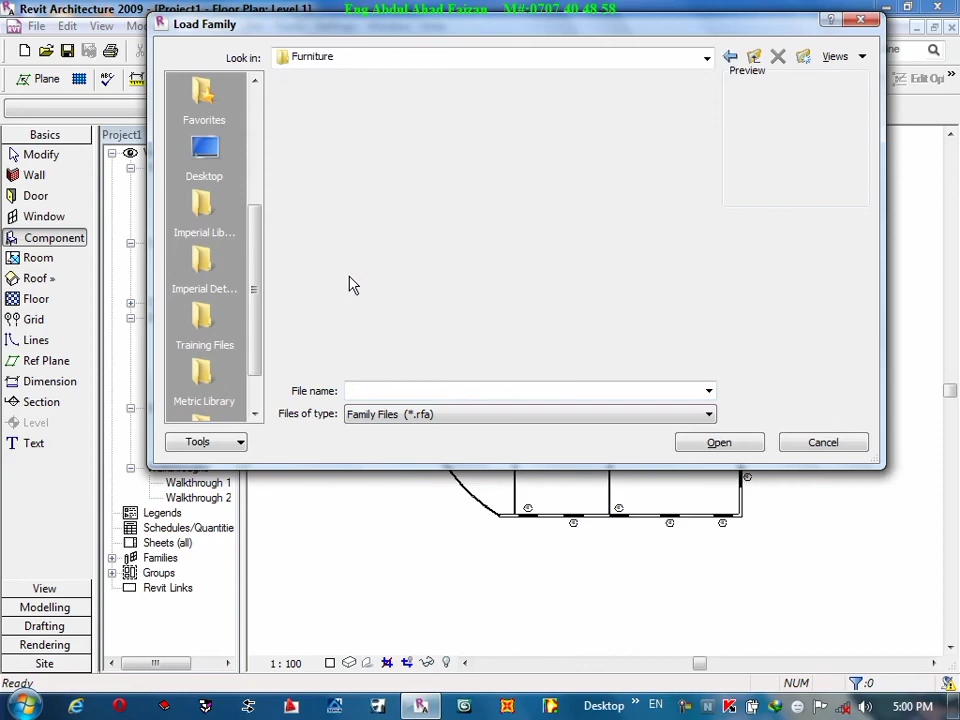 Revit Architecture 2009 - [Project1 - Floor Plan: Level 1]
Eng Abdul Ahad Faizan M#:0707 40 48 58
Load Family
File
Edit
View
Look in:
Furniture
Views
Preview
Plane
Edit Op
Favorites
Desktop
Imperial Lib...
Imperial Det...
Training Files
Metric Library
File name:
Files of type:
Family Files (*.rfa)
Tools
Open
Cancel
Basics
Project1
Modify
Wall
Door
Window
Component
Room
Roof »
Floor
Grid
Lines
Ref Plane
Dimension
Section
Level
Text
Walkthrough 1
Walkthrough 2
Legends
Schedules/Quantitie
Sheets (all)
Families
Groups
Revit Links
View
Modelling
Drafting
Rendering
Site
1 : 100
Ready
NUM
:0
Desktop
EN
5:00 PM